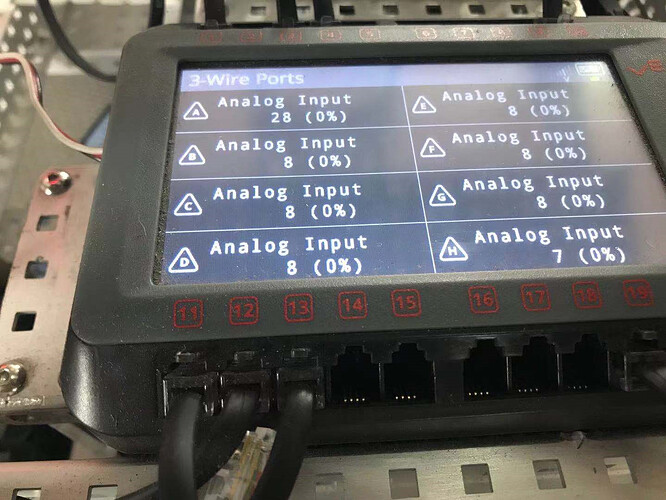 3-Wire Ports
A Analog Input
28 (0%)
E Analog Input
8 (0%)
B Analog Input
8 (0%)
F Analog Input
8 (0%)
C Analog Input
8 (0%)
G Analog Input
8 (0%)
D Analog Input
8 (0%)
H Analog Input
7 (0%)
11 12 13 14 15 16 17 18 19